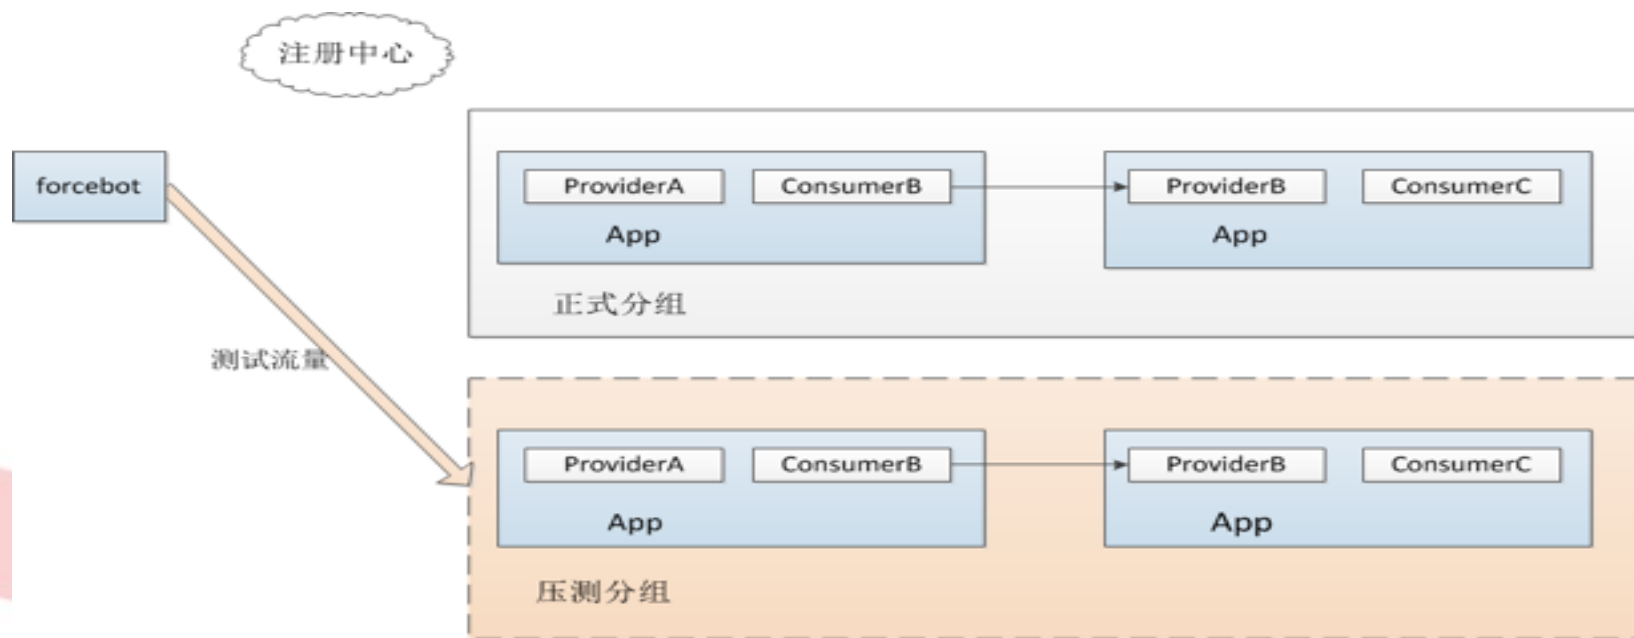 注册中心
forcebot
ProviderA ConsumerB ProviderB ConsumerC
App App
正式分组
测试流量
ProviderA ConsumerB ProviderB ConsumerC
App App
压测分组